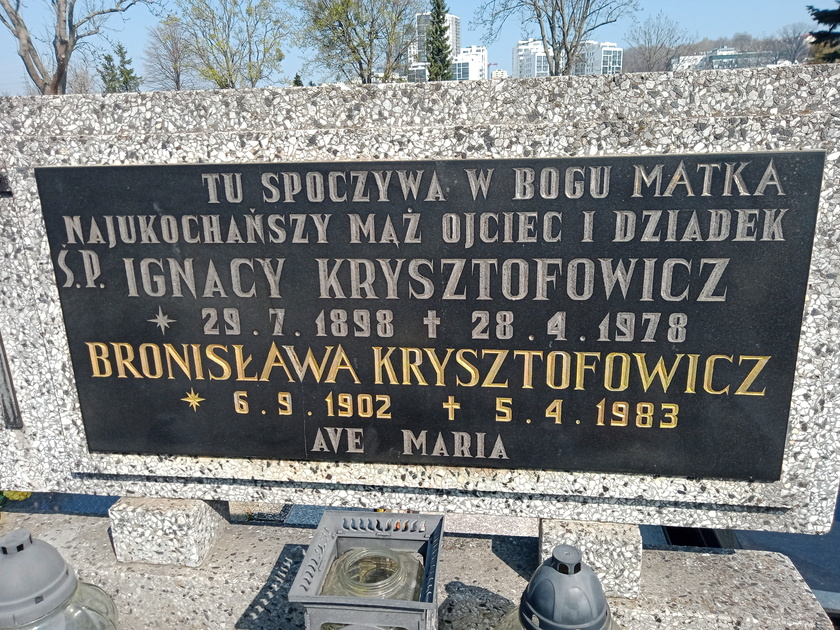 TU SPOCZYWA W BOGU MATKA
NAJUKOCHAŃSZY MĄŻ OJCIEC I DZIADEK
Ś.P. IGNACY KRYSZTOFOWICZ
29.7.1898 ✝ 28.4.1978
BRONISŁAWA KRYSZTOFOWICZ
6.9.1902 ✝ 5.4.1983
AVE MARIA